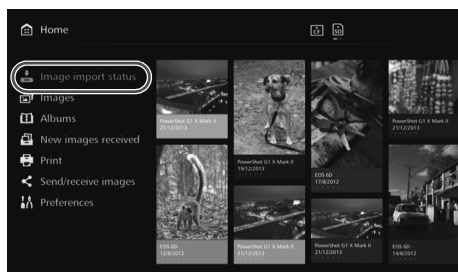 Home
CF
SD
Image import status
Images
Albums
New images received
Print
Send/receive images
Preferences
PowerShot G1 X Mark II
21/12/2013
EOS 6D
12/8/2012
PowerShot G1 X Mark II
19/12/2013
PowerShot G1 X Mark II
21/12/2013
EOS 6D
17/8/2012
PowerShot G1 X Mark II
21/12/2013
PowerShot G1 X Mark II
21/12/2013
EOS 6D
14/8/2012